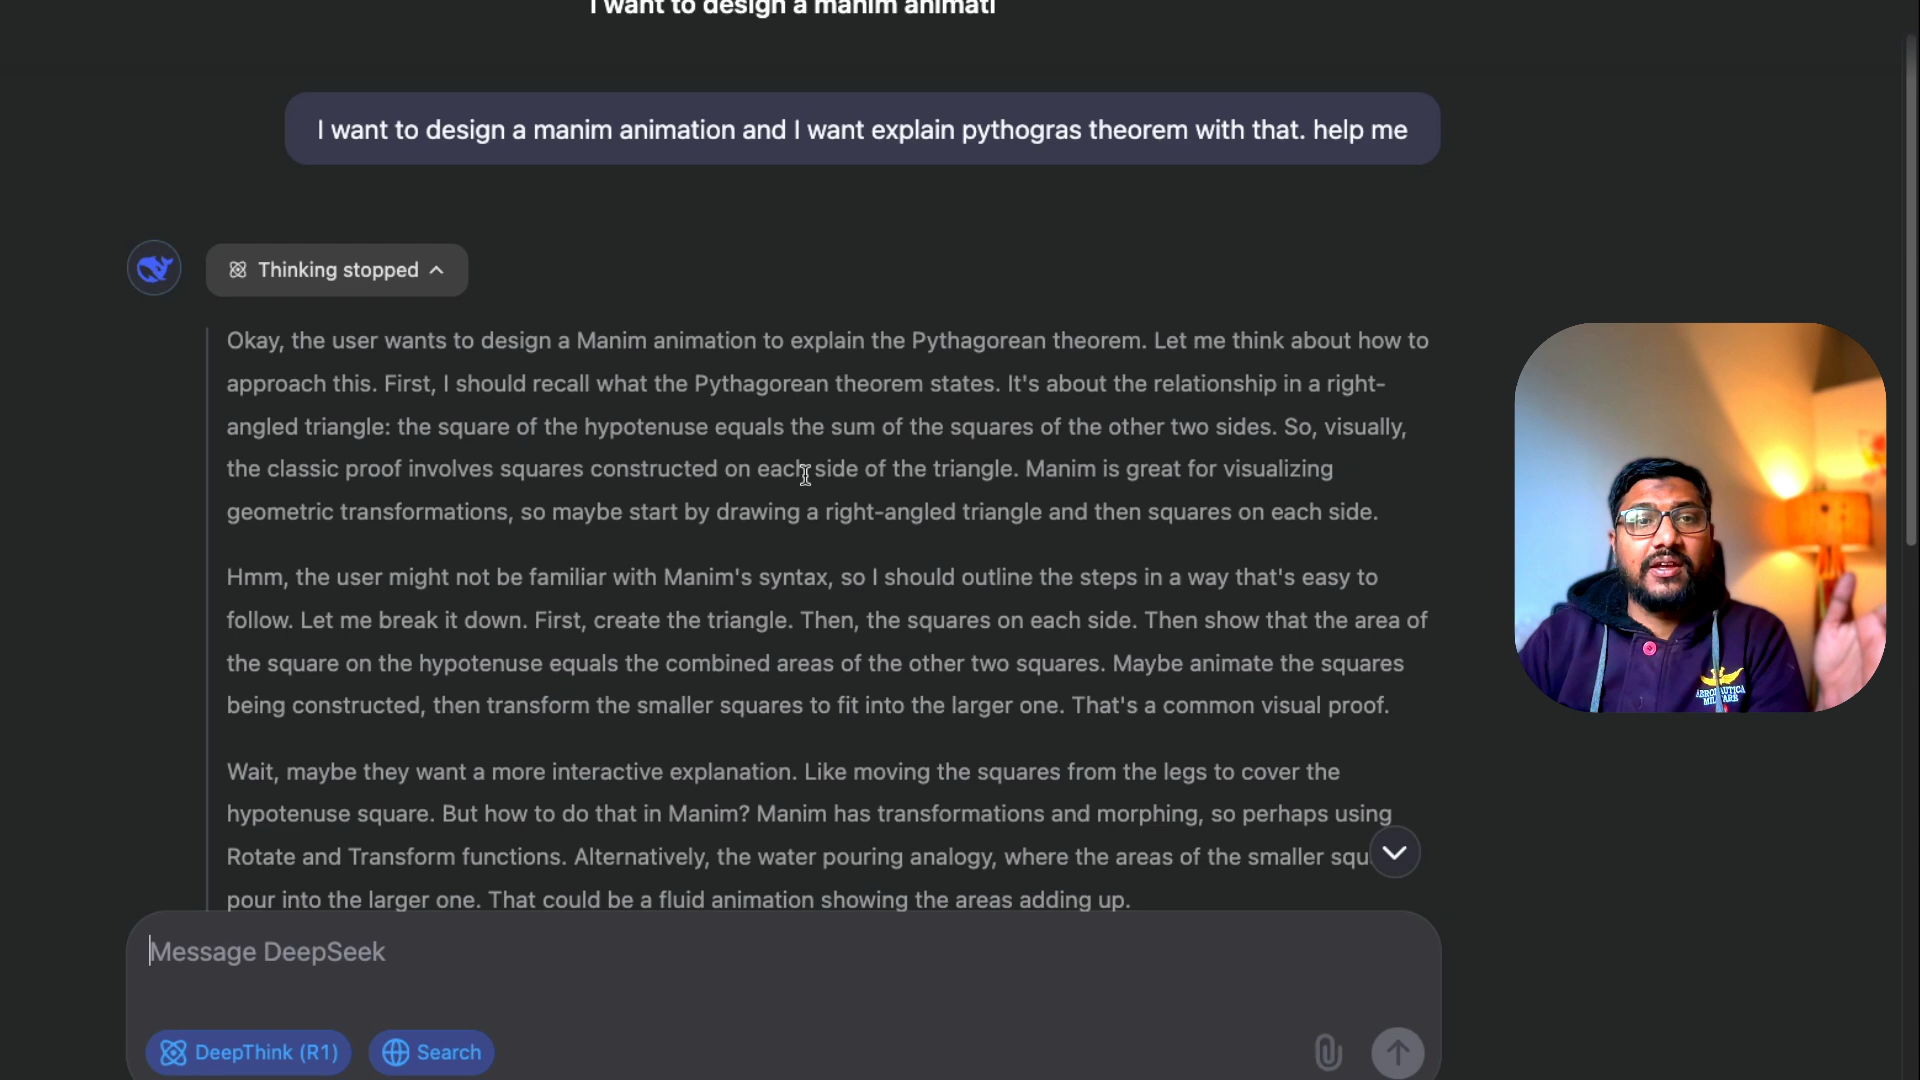 I want to design a manim animati
I want to design a manim animation and I want explain pythogras theorem with that. help me
Thinking stopped
Okay, the user wants to design a Manim animation to explain the Pythagorean theorem. Let me think about how to
approach this. First, I should recall what the Pythagorean theorem states. It's about the relationship in a right-
angled triangle: the square of the hypotenuse equals the sum of the squares of the other two sides. So, visually,
the classic proof involves squares constructed on each side of the triangle. Manim is great for visualizing
geometric transformations, so maybe start by drawing a right-angled triangle and then squares on each side.
Hmm, the user might not be familiar with Manim's syntax, so I should outline the steps in a way that's easy to
follow. Let me break it down. First, create the triangle. Then, the squares on each side. Then show that the area of
the square on the hypotenuse equals the combined areas of the other two squares. Maybe animate the squares
being constructed, then transform the smaller squares to fit into the larger one. That's a common visual proof.
Wait, maybe they want a more interactive explanation. Like moving the squares from the legs to cover the
hypotenuse square. But how to do that in Manim? Manim has transformations and morphing, so perhaps using
Rotate and Transform functions. Alternatively, the water pouring analogy, where the areas of the smaller squ
pour into the larger one. That could be a fluid animation showing the areas adding up.
Message DeepSeek
DeepThink (R1)
Search